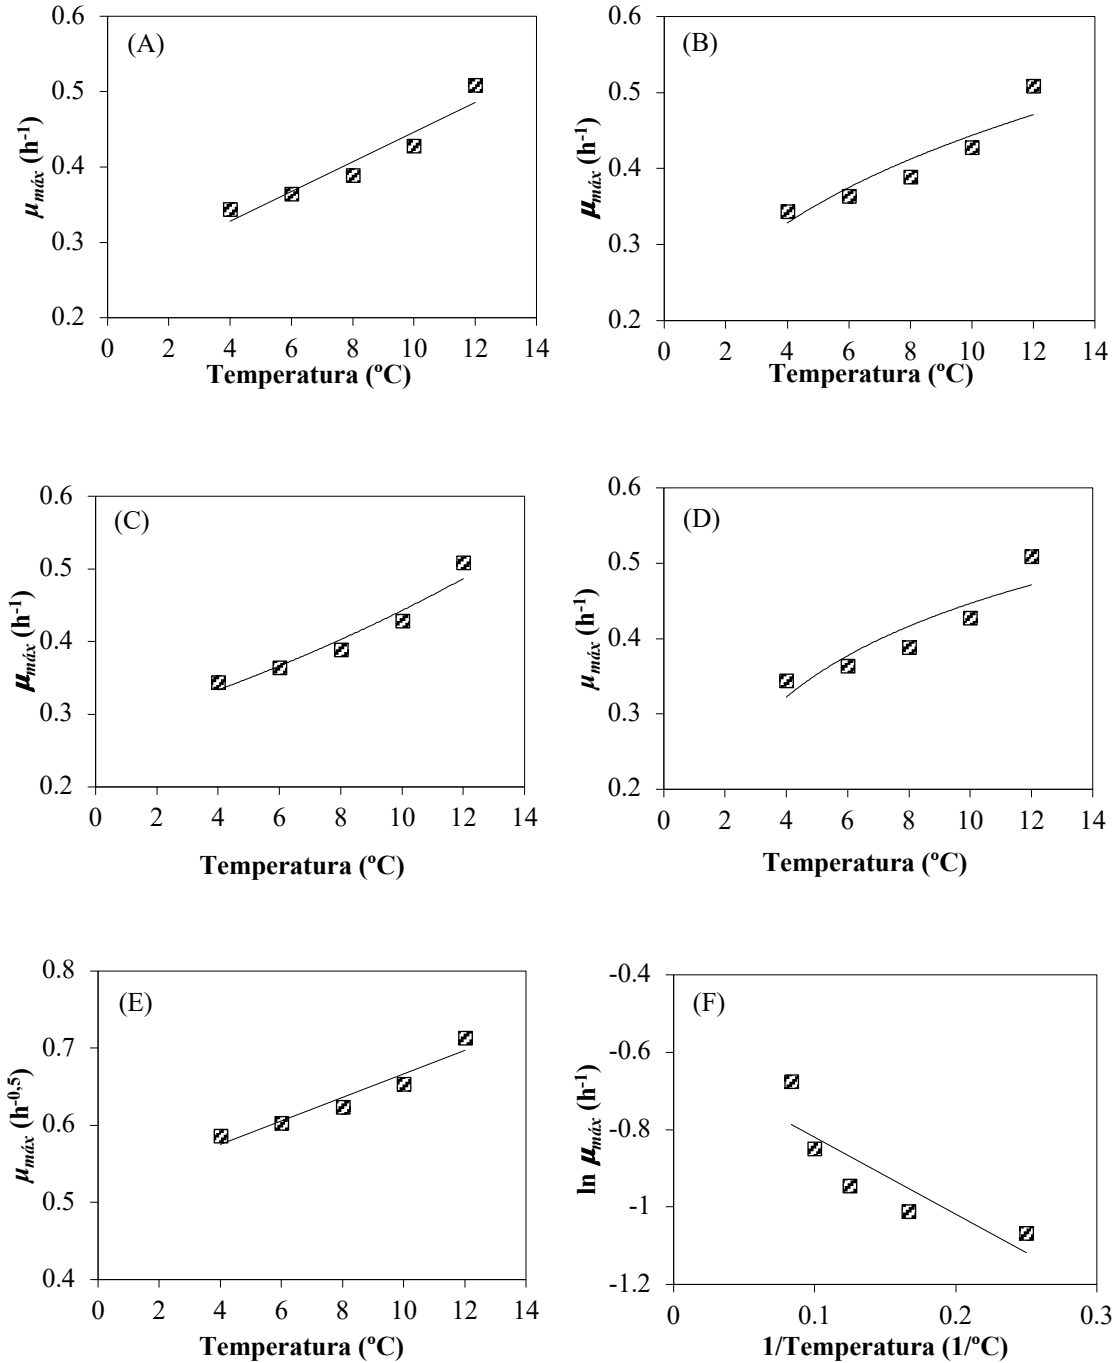 (A)
0.6
0.5
0.4
0.3
0.2
μmáx (h-1)
0 2 4 6 8 10 12 14
Temperatura (ºC)
(B)
0.6
0.5
0.4
0.3
0.2
μmáx (h-1)
0 2 4 6 8 10 12 14
Temperatura (ºC)
(C)
0.6
0.5
0.4
0.3
0.2
μmáx (h-1)
0 2 4 6 8 10 12 14
Temperatura (ºC)
(D)
0.6
0.5
0.4
0.3
0.2
μmáx (h-1)
0 2 4 6 8 10 12 14
Temperatura (ºC)
(E)
0.8
0.7
0.6
0.5
0.4
μmáx (h-0,5)
0 2 4 6 8 10 12 14
Temperatura (ºC)
(F)
-0.4
-0.6
-0.8
-1
-1.2
ln μmáx (h-1)
0 0.1 0.2 0.3
1/Temperatura (1/ºC)